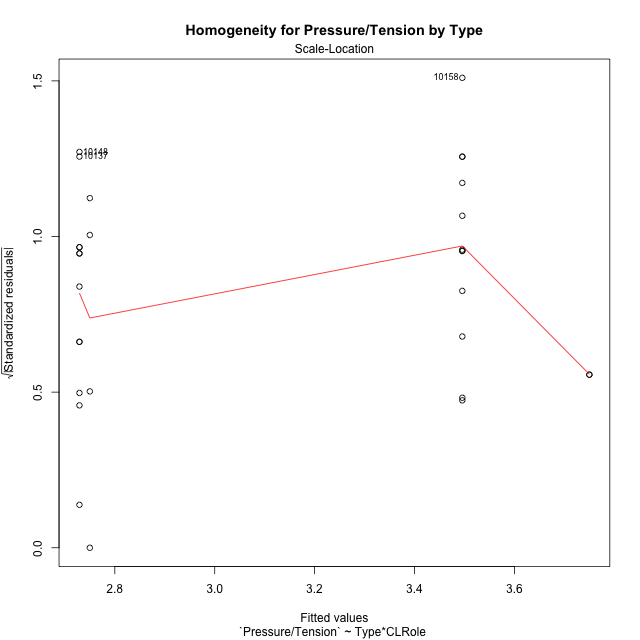 Homogeneity for Pressure/Tension by Type
Scale-Location
1.5
1.0
0.5
0.0
√|Standardized residuals|
10158
10148
10137
2.8
3.0
3.2
3.4
3.6
Fitted values
`Pressure/Tension` ~ Type*CLRole